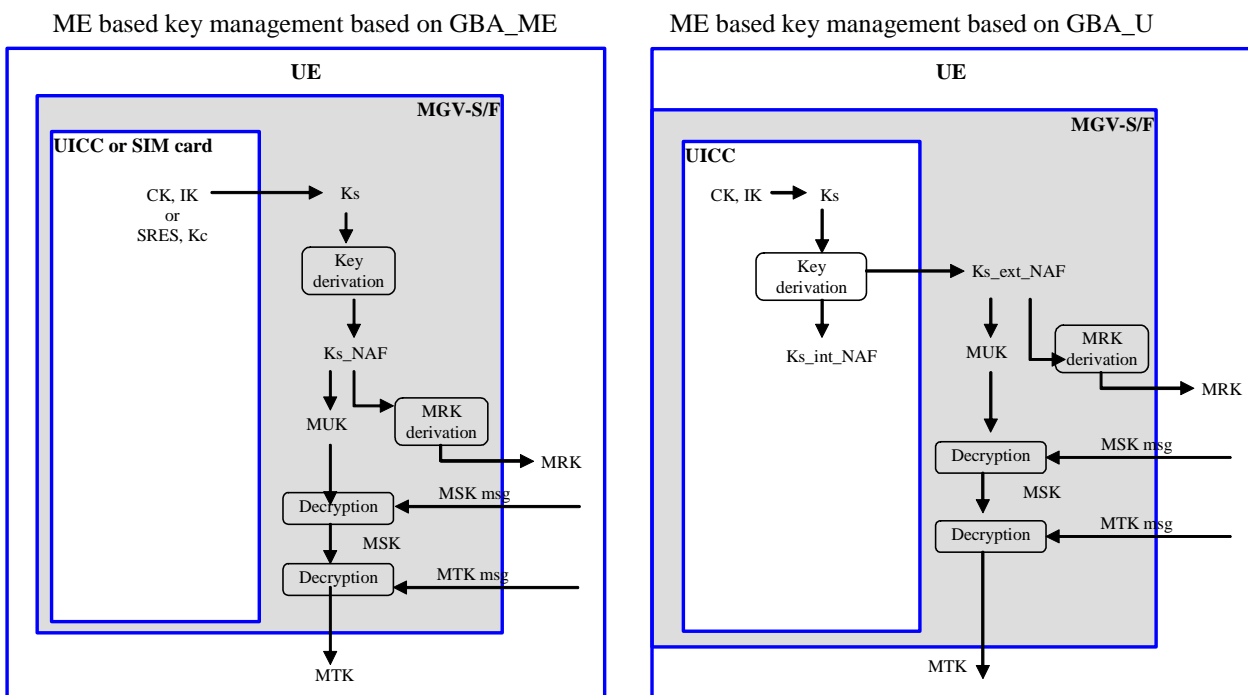 ME based key management based on GBA_ME
UE
MGV-S/F
UICC or SIM card
CK, IK
or
SRES, Kc
Ks
Key
derivation
Ks_NAF
MUK
MRK
derivation
MRK
Decryption
MSK msg
MSK
Decryption
MTK msg
MTK
ME based key management based on GBA_U
UE
MGV-S/F
UICC
CK, IK
Ks
Key
derivation
Ks_ext_NAF
Ks_int_NAF
MUK
MRK
derivation
MRK
Decryption
MSK msg
MSK
Decryption
MTK msg
MTK